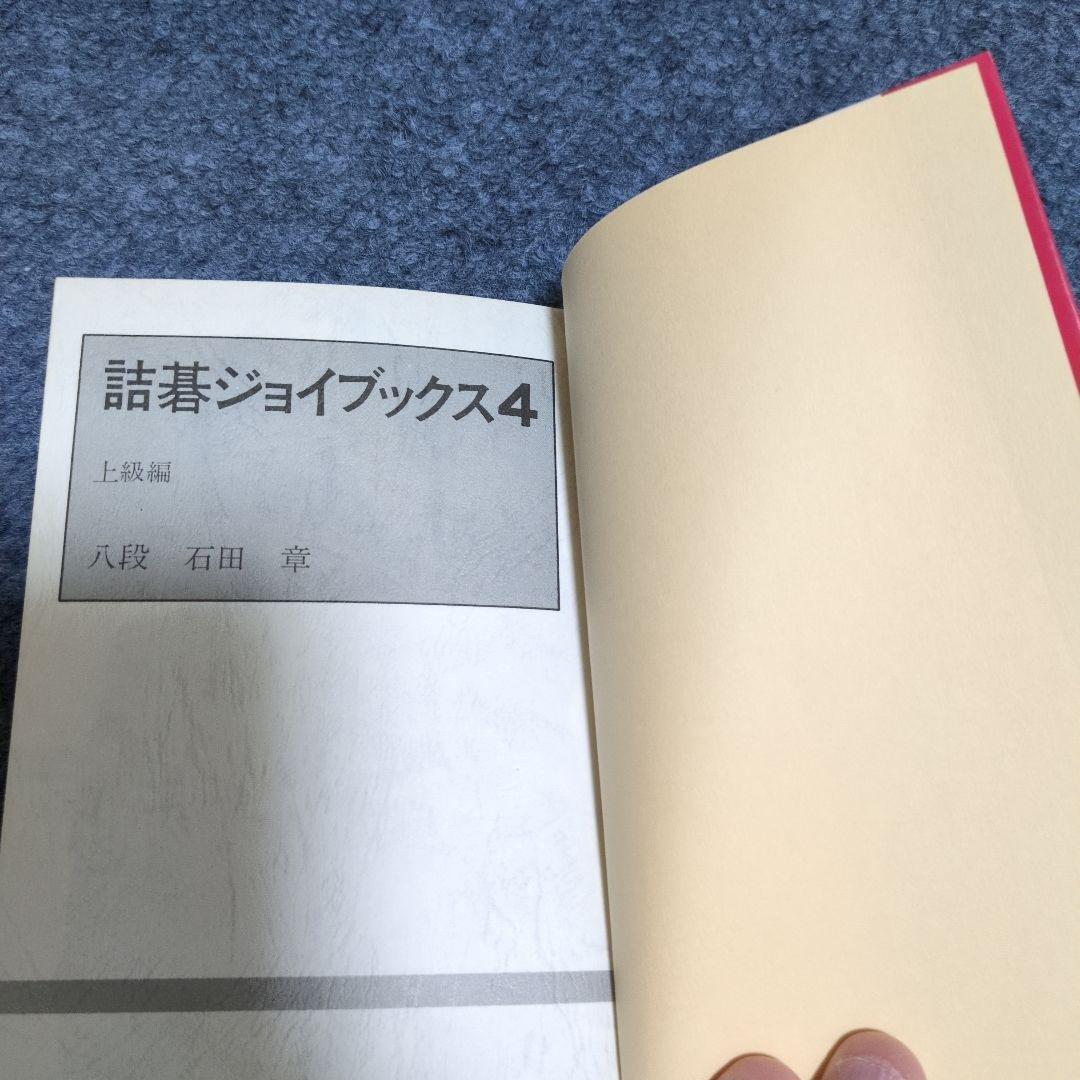 詰碁ジョイブックス4
上級編
八段　石田　章